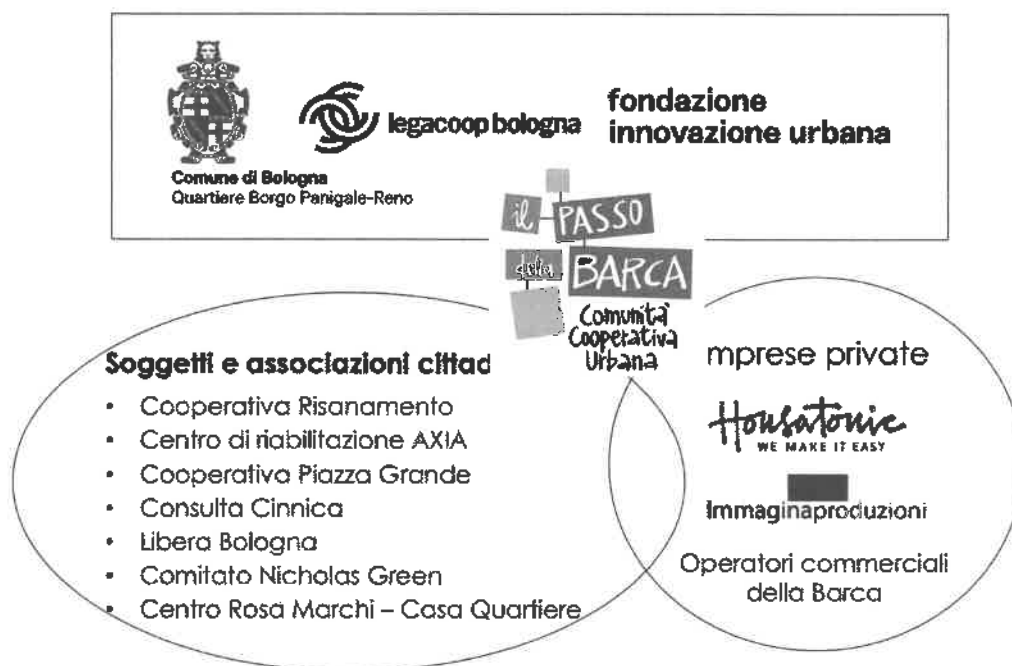 fondazione
innovazione urbana
legacoop bologna
Comune di Bologna
Quartiere Borgo Panigale-Reno
il PASSO
della BARCA
Comunità
Cooperativa
Urbana
Soggetti e associazioni cittad
• Cooperativa Risanamento
• Centro di riabilitazione AXIA
• Cooperativa Piazza Grande
• Consulta Cinnica
• Libera Bologna
• Comitato Nicholas Green
• Centro Rosa Marchi – Casa Quartiere
mprese private
Housatonic
WE MAKE IT EASY
Immaginaproduzioni
Operatori commerciali
della Barca